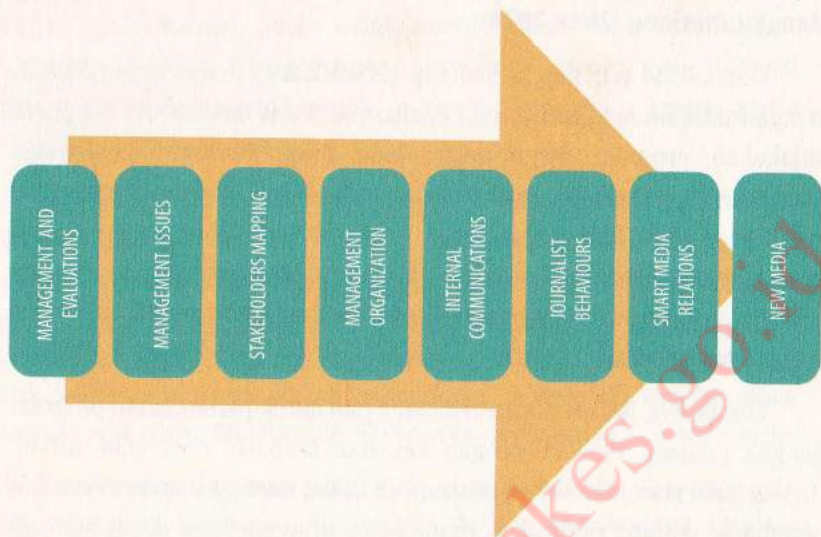 MANAGEMENT AND
EVALUATIONS
MANAGEMENT ISSUES
STAKEHOLDERS MAPPING
MANAGEMENT
ORGANIZATION
INTERNAL
COMMUNICATIONS
JOURNALIST
BEHAVIOURS
SMART MEDIA
RELATIONS
NEW MEDIA
kes.go.id